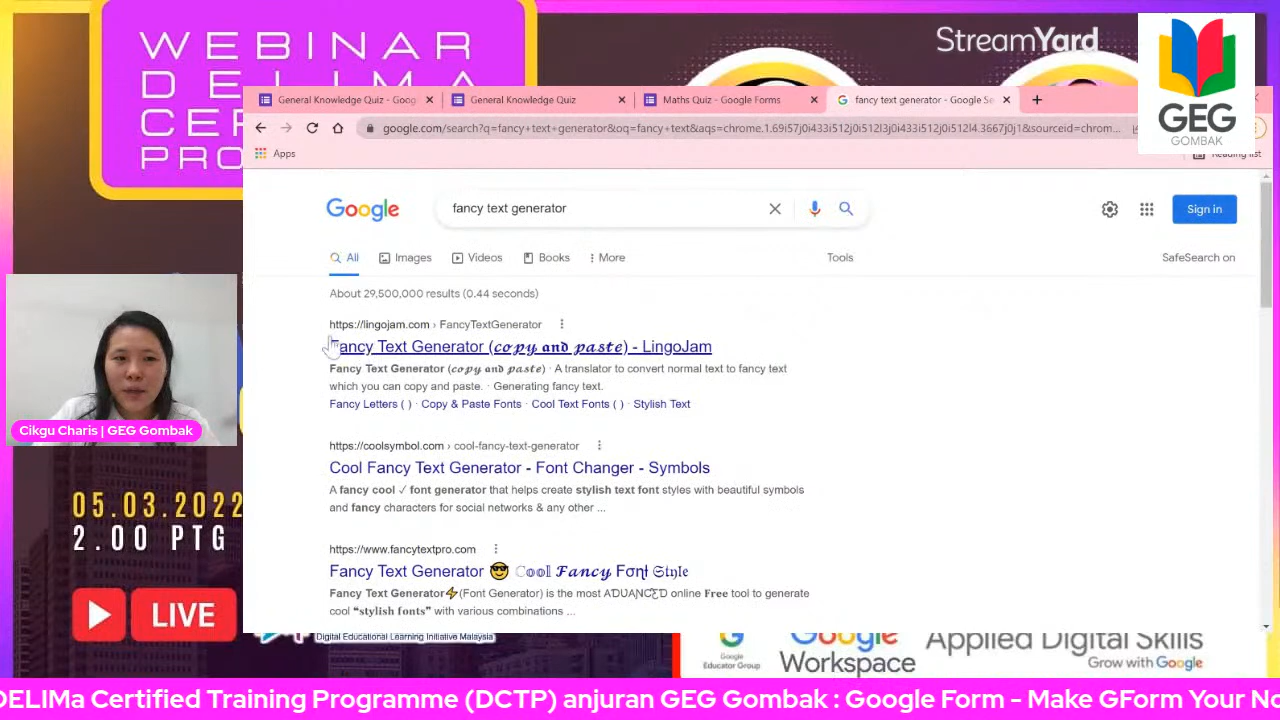 WEBINAR
DELIMA
PRO
StreamYard
GEG
GOMBAK
General Knowledge Quiz - Goog
General Knowledge Quiz
Maths Quiz - Google Forms
fancy text generator - Google Se
google.com/search?q=fancy+text+generator&oq=fancy+text&aqs=chrome.1.69i57j0i433i512j0i512l3j0i433i512j0i512l4.3667j0j1&sourceid=chrom...
Apps
Reading list
Google
fancy text generator
Sign in
All
Images
Videos
Books
More
Tools
SafeSearch on
About 29,500,000 results (0.44 seconds)
https://lingojam.com › FancyTextGenerator
Fancy Text Generator (𝓬𝓸𝓹𝔂 𝖆𝖓𝖉 𝓹𝓪𝓼𝓽𝓮) - LingoJam
Fancy Text Generator (𝓬𝓸𝓹𝔂 𝖆𝖓𝖉 𝓹𝓪𝓼𝓽𝓮) · A translator to convert normal text to fancy text
which you can copy and paste. · Generating fancy text.
Fancy Letters ( ) · Copy & Paste Fonts · Cool Text Fonts ( ) · Stylish Text
https://coolsymbol.com › cool-fancy-text-generator
Cool Fancy Text Generator - Font Changer - Symbols
A fancy cool ✓ font generator that helps create stylish text font styles with beautiful symbols
and fancy characters for social networks & any other ...
https://www.fancytextpro.com
Fancy Text Generator 😎 ℂ𝕠𝕠𝕝 𝓕𝓪𝓷𝓬𝔂 Fσɳƚ 𝔖𝔱𝔶𝔩𝔢
Fancy Text Generator⚡(Font Generator) is the most online 𝐅𝐫𝐞𝐞 tool to generate
cool ❝𝐬𝐭𝐲𝐥𝐢𝐬𝐡 𝐟𝐨𝐧𝐭𝐬❞ with various combinations ...
Cikgu Charis | GEG Gombak
05.03.2022
2.00 PTG
LIVE
Digital Educational Learning Initiative Malaysia
Google
Educator Group
Google
Workspace
Applied Digital Skills
Grow with Google
DELIMa Certified Training Programme (DCTP) anjuran GEG Gombak : Google Form - Make GForm Your